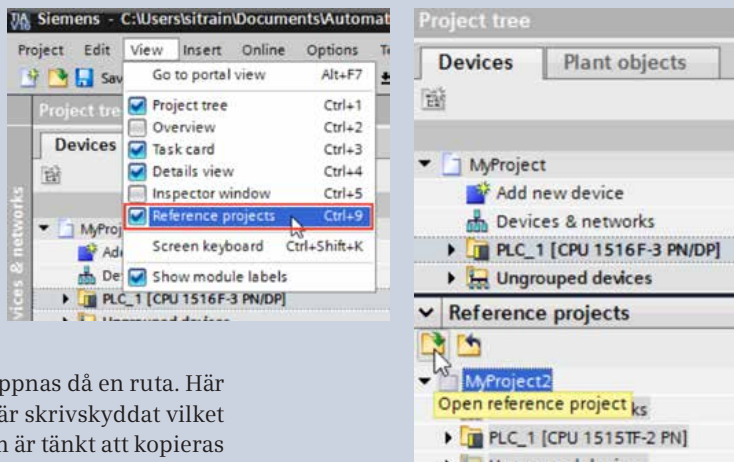 Siemens - C:\Users\sitrain\Documents\Automat
Project Edit View Insert Online Options
Go to portal view Alt+F7
Project tree Ctrl+1
Overview Ctrl+2
Task card Ctrl+3
Details view Ctrl+4
Inspector window Ctrl+5
Reference projects Ctrl+9
Screen keyboard Ctrl+Shift+K
Show module labels
Project tre
Devices
MyProj
PLC_1 [CPU 1516F-3 PN/DP]
Project tree
Devices Plant objects
MyProject
Add new device
Devices & networks
PLC_1 [CPU 1516F-3 PN/DP]
Ungrouped devices
Reference projects
MyProject2
Open reference project
PLC_1 [CPU 1515TF-2 PN]
ppnas då en ruta. Här
är skrivskyddat vilket
är tänkt att kopieras